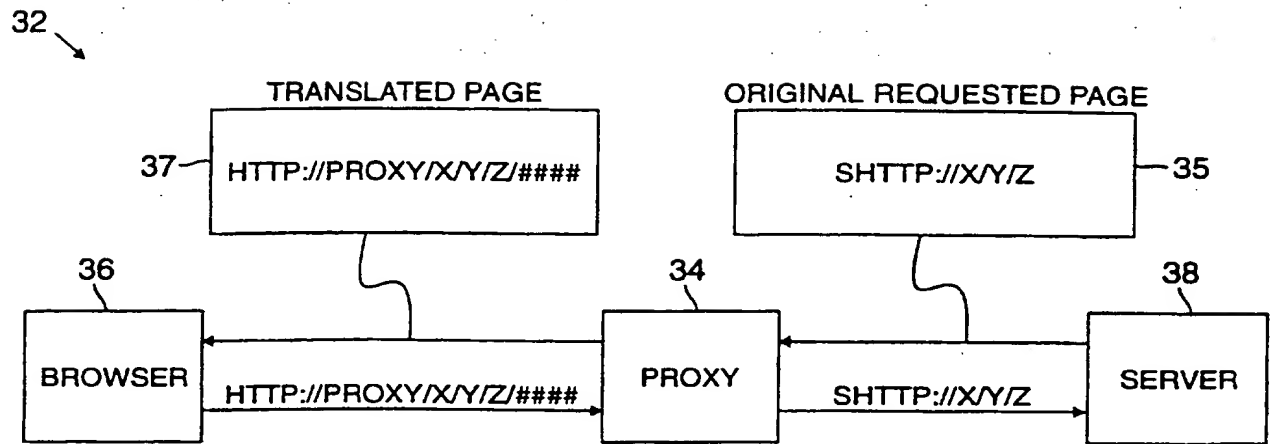 32
TRANSLATED PAGE
ORIGINAL REQUESTED PAGE
37
HTTP://PROXY/X/Y/Z/####
SHTTP://X/Y/Z
35
36
34
38
BROWSER
HTTP://PROXY/X/Y/Z/####
PROXY
SHTTP://X/Y/Z
SERVER